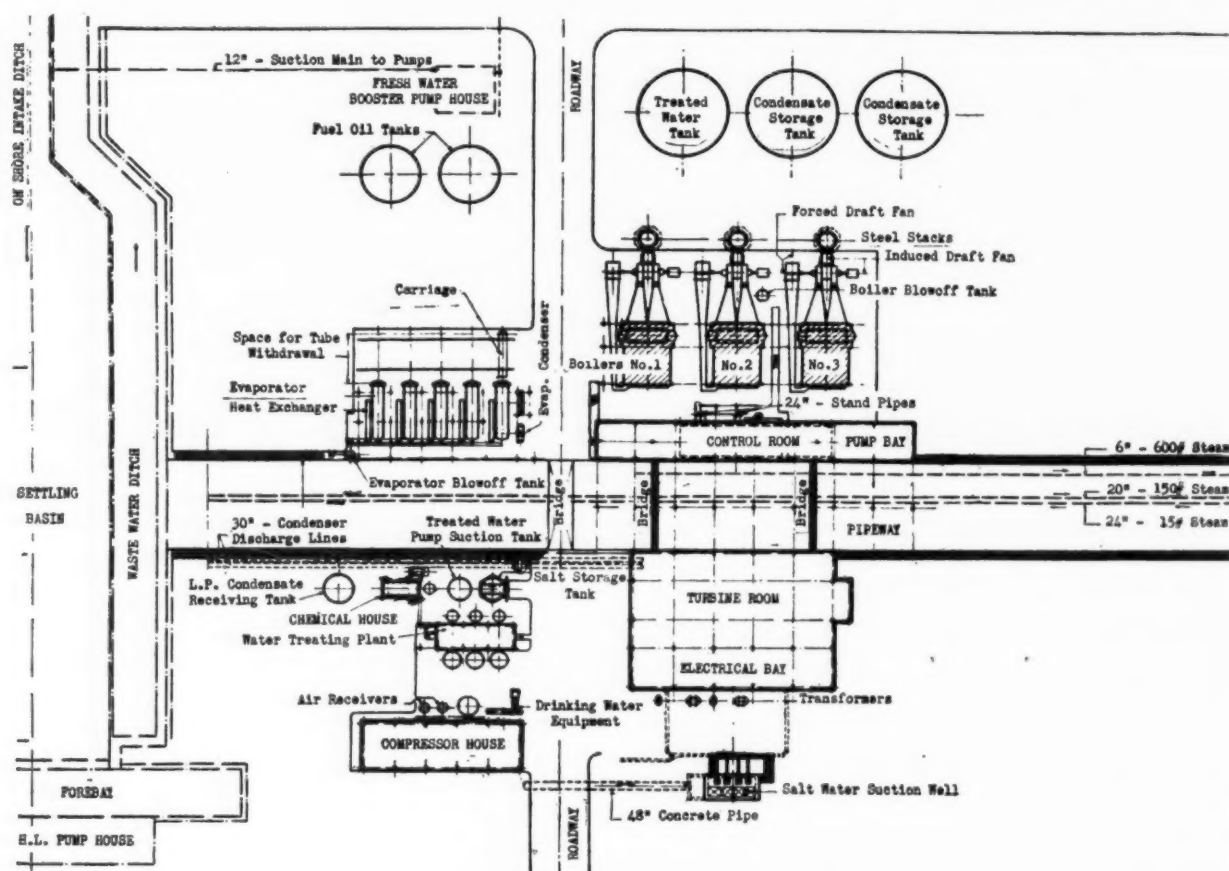 12" - Suction Main to Pumps
FRESH WATER
BOOSTER PUMP HOUSE
Fuel Oil Tanks
ON SHORE INTAKE DITCH
ROADWAY
Treated
Water
Tank
Condensate
Storage
Tank
Condensate
Storage
Tank
Forced Draft Fan
Steel Stacks
Induced Draft Fan
Boiler Blowoff Tank
Carriage
Space for Tube
Withdrawal
Evaporator
Heat Exchanger
Evap. Condenser
Boilers No.1
No.2
No.3
24" - Stand Pipes
CONTROL ROOM
PUMP BAY
6" - 600# Steam
20" - 150# Steam
24" - 15# Steam
PIPEWAY
Evaporator Blowoff Tank
Bridge
Bridge
Bridge
SETTLING
BASIN
WASTE WATER DITCH
30" - Condenser
Discharge Lines
Treated Water
Pump Suction Tank
Salt Storage
Tank
L.P. Condensate
Receiving Tank
CHEMICAL HOUSE
Water Treating Plant
TURBINE ROOM
ELECTRICAL BAY
Transformers
Air Receivers
Drinking Water
Equipment
COMPRESSOR HOUSE
Salt Water Suction Well
48" Concrete Pipe
FOREBAY
H.L. PUMP HOUSE
ROADWAY